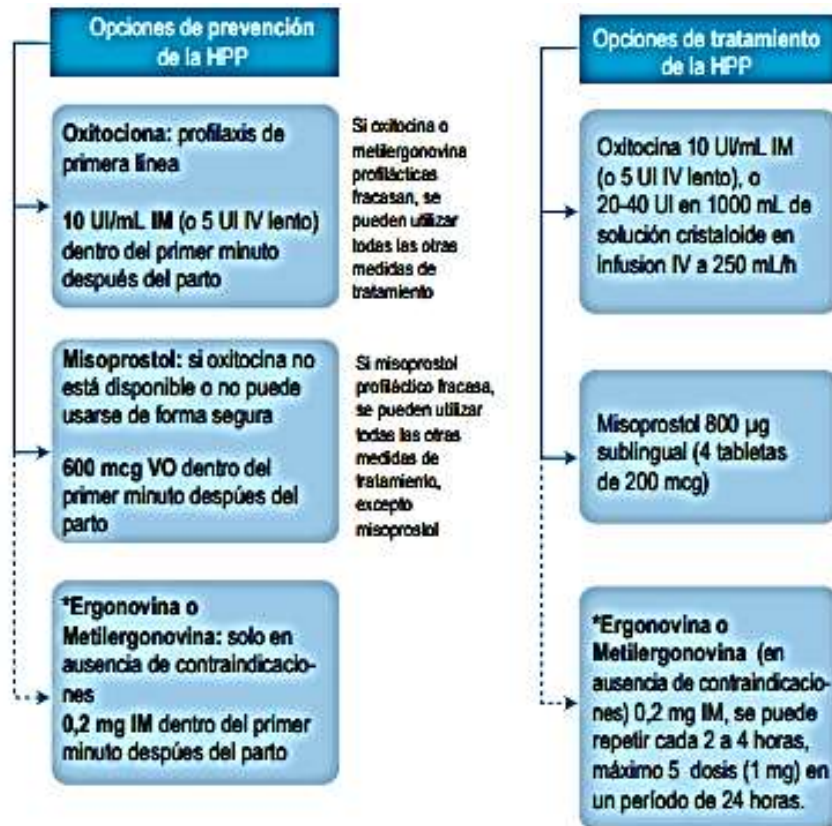 Opciones de prevención
de la HPP
Oxitociona: profilaxis de
primera línea
10 UI/mL IM (o 5 UI IV lento)
dentro del primer minuto
después del parto
Si oxitocina o
metilergonovina
profilácticas
fracasan, se
pueden utilizar
todas las otras
medidas de
tratamiento
Misoprostol: si oxitocina no
está disponible o no puede
usarse de forma segura
600 mcg VO dentro del
primer minuto despúes del
parto
Si misoprostol
profiláctico fracasa,
se pueden utilizar
todas las otras
medidas de
tratamiento,
excepto
misoprostol
*Ergonovina o
Metilergonovina: solo en
ausencia de contraindicacio-
nes
0,2 mg IM dentro del primer
minuto despúes del parto
Opciones de tratamiento
de la HPP
Oxitocina 10 UI/mL IM
(o 5 UI IV lento), o
20-40 UI en 1000 mL de
solución cristaloide en
infusion IV a 250 mL/h
Misoprostol 800 µg
sublingual (4 tabletas
de 200 mcg)
*Ergonovina o
Metilergonovina (en
ausencia de contraindicacio-
nes) 0,2 mg IM, se puede
repetir cada 2 a 4 horas,
máximo 5 dosis (1 mg) en
un período de 24 horas.